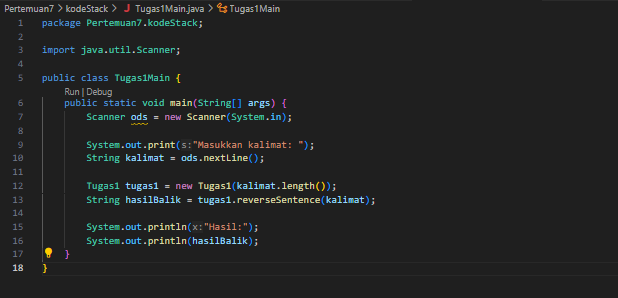 Pertemuan7 > kodeStack > J Tugas1Main.java > Tugas1Main
1 package Pertemuan7.kodeStack;
2
3 import java.util.Scanner;
4
5 public class Tugas1Main {
Run | Debug
6 public static void main(String[] args) {
7 Scanner ods = new Scanner(System.in);
8
9 System.out.print(s:"Masukkan kalimat: ");
10 String kalimat = ods.nextLine();
11
12 Tugas1 tugas1 = new Tugas1(kalimat.length());
13 String hasilBalik = tugas1.reverseSentence(kalimat);
14
15 System.out.println(x:"Hasil:");
16 System.out.println(hasilBalik);
17 }
18 }